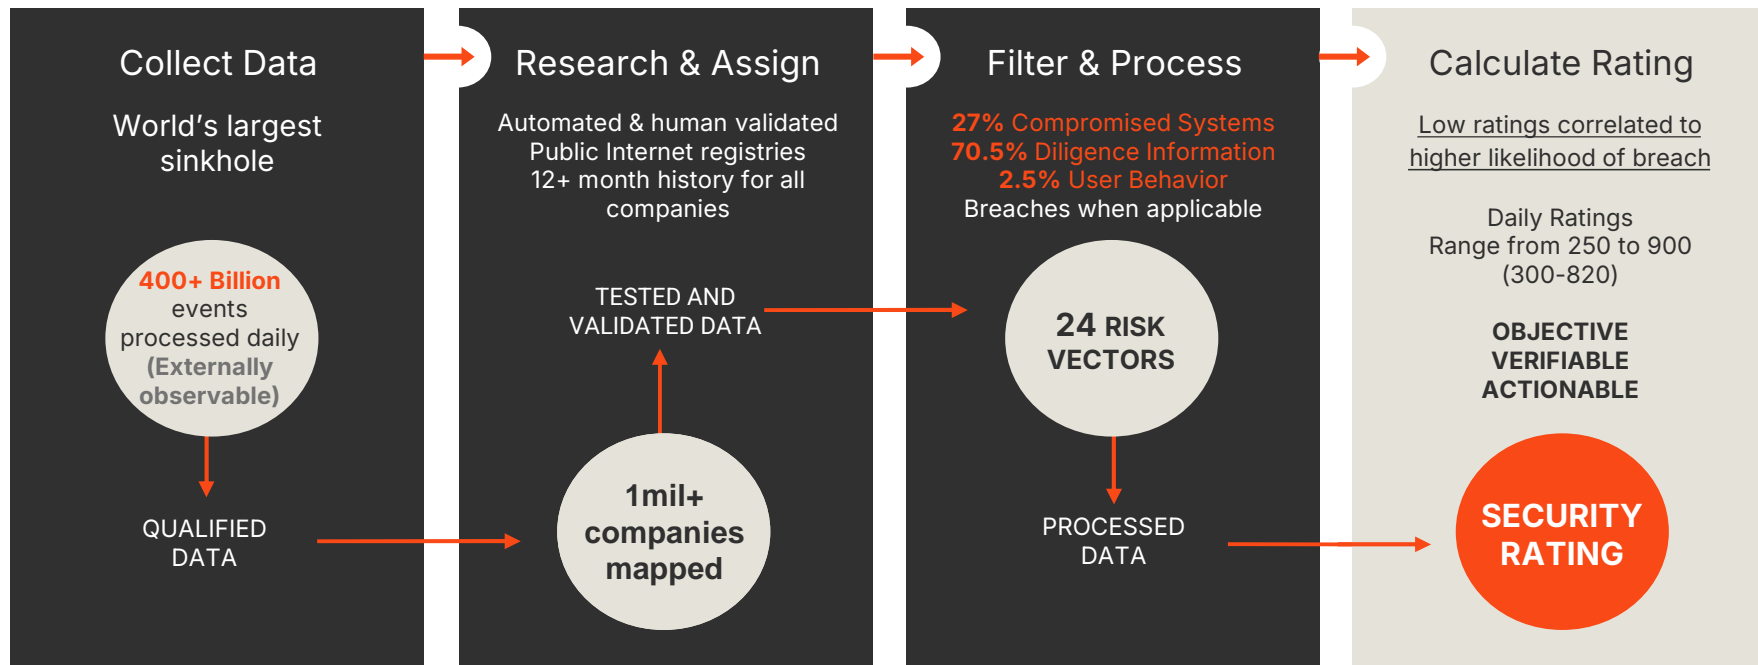 Collect Data
World’s largest
sinkhole
400+ Billion
events
processed daily
(Externally
observable)
QUALIFIED
DATA
Research & Assign
Automated & human validated
Public Internet registries
12+ month history for all
companies
TESTED AND
VALIDATED DATA
1mil+
companies
mapped
Filter & Process
27% Compromised Systems
70.5% Diligence Information
2.5% User Behavior
Breaches when applicable
24 RISK
VECTORS
PROCESSED
DATA
Calculate Rating
Low ratings correlated to
higher likelihood of breach
Daily Ratings
Range from 250 to 900
(300-820)
OBJECTIVE
VERIFIABLE
ACTIONABLE
SECURITY
RATING